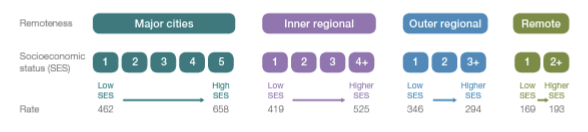 Remoteness Major cities Inner regional Outer regional Remote
Socioeconomic status (SES) 1 2 3 4 5 1 2 3 4+ 1 2 3+ 1 2+
Low SES High SES Low SES Higher SES Low SES Higher SES Low SES Higher SES
Rate 462 658 419 525 346 294 169 193